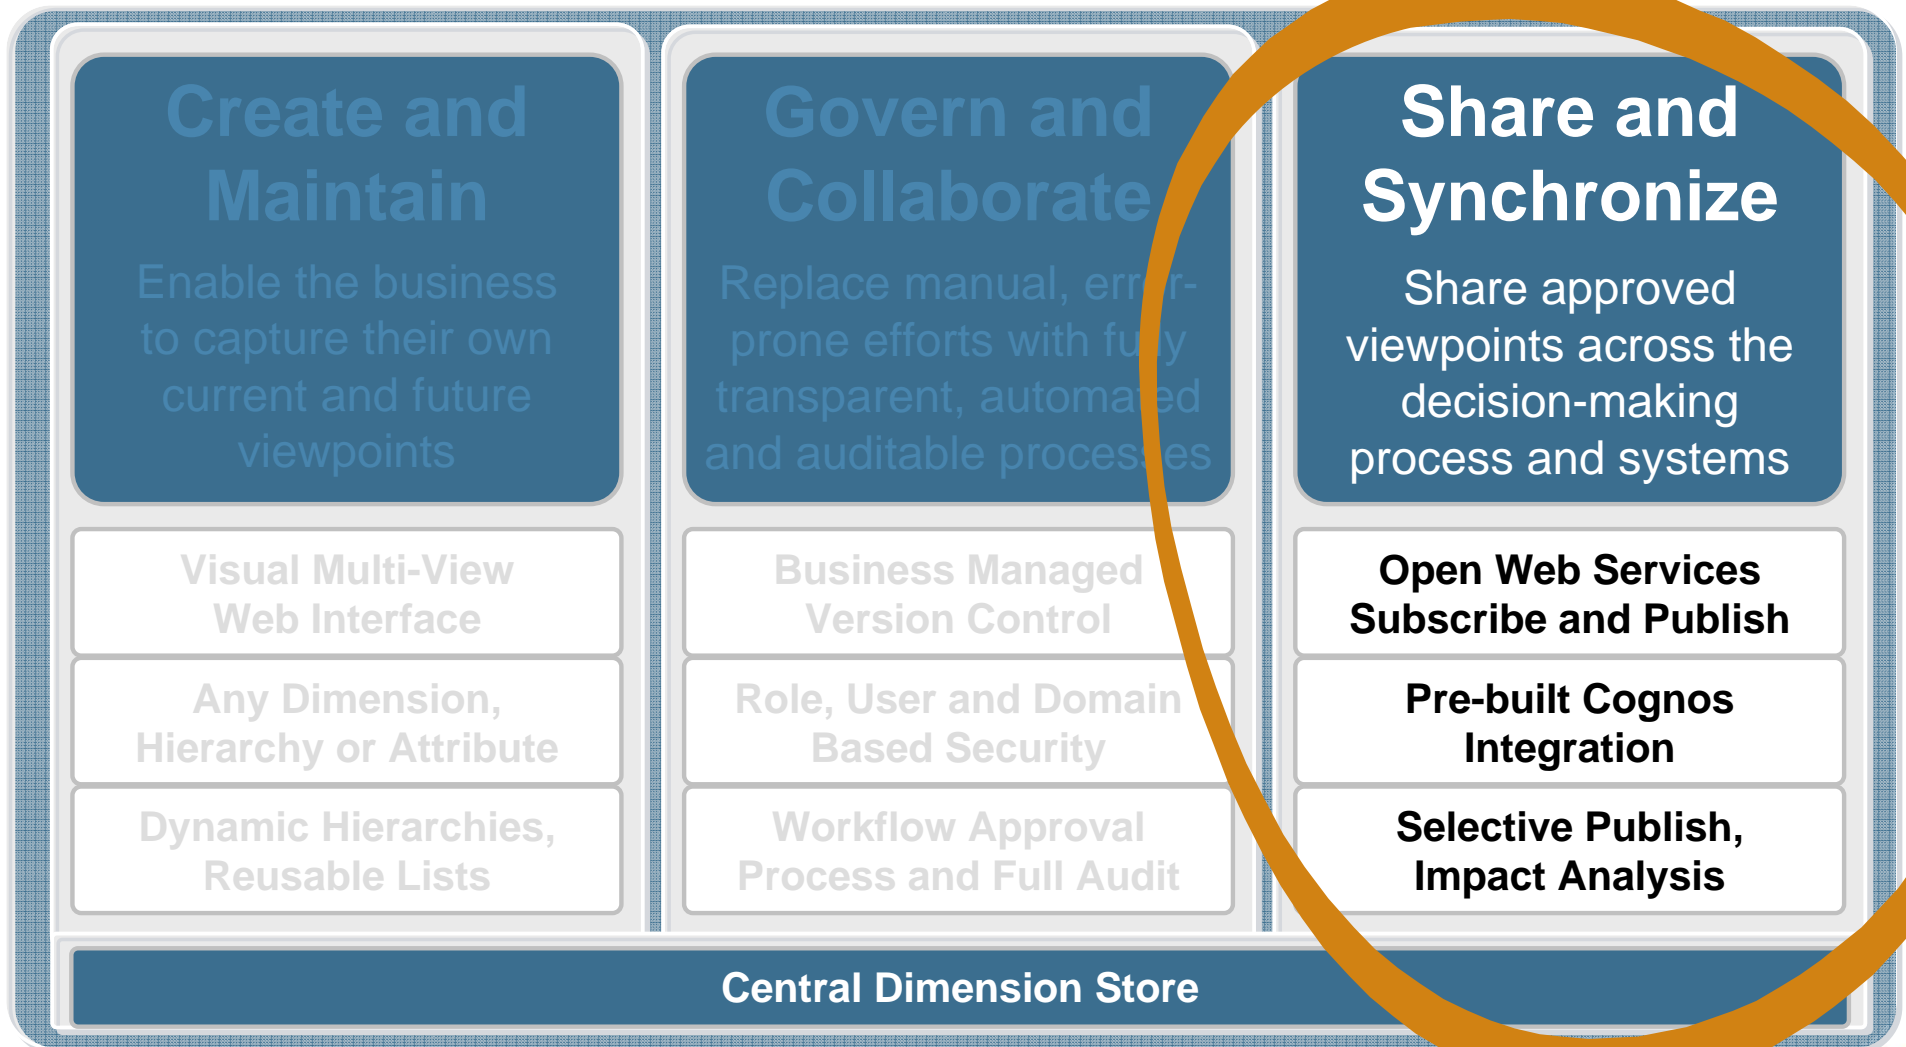 Create and
Maintain
Enable the business
to capture their own
current and future
viewpoints
Visual Multi-View
Web Interface
Any Dimension,
Hierarchy or Attribute
Dynamic Hierarchies,
Reusable Lists
Govern and
Collaborate
Replace manual, error-
prone efforts with fully
transparent, automated
and auditable processes
Business Managed
Version Control
Role, User and Domain
Based Security
Workflow Approval
Process and Full Audit
Share and
Synchronize
Share approved
viewpoints across the
decision-making
process and systems
Open Web Services
Subscribe and Publish
Pre-built Cognos
Integration
Selective Publish,
Impact Analysis
Central Dimension Store